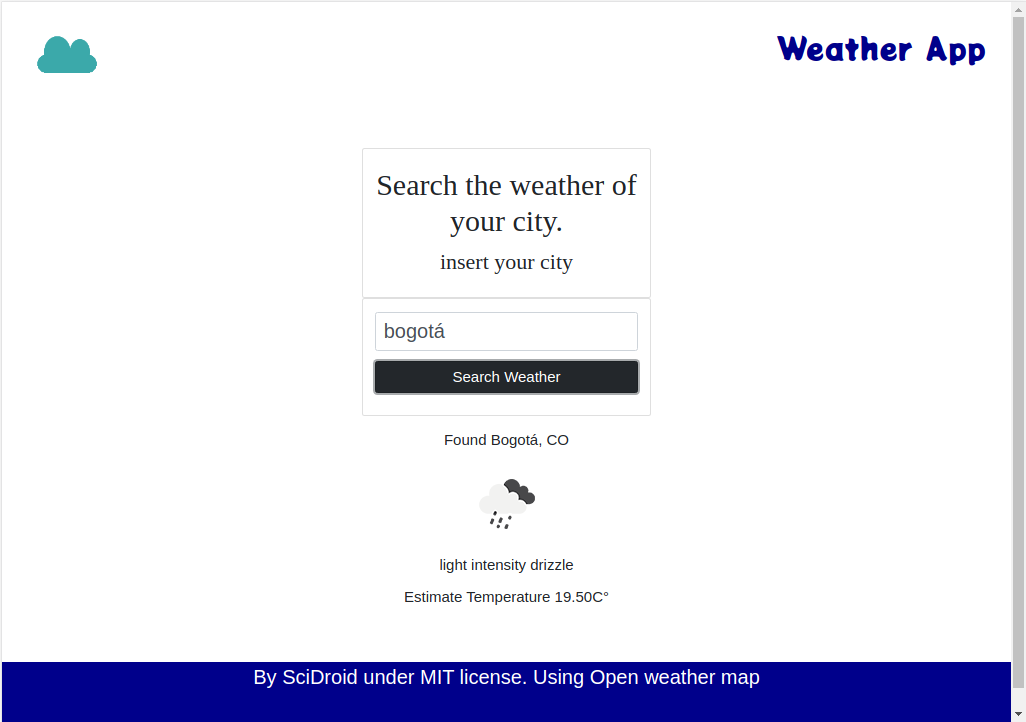 Weather App
Search the weather of
your city.
insert your city
bogotá
Search Weather
Found Bogotá, CO
light intensity drizzle
Estimate Temperature 19.50C°
By SciDroid under MIT license. Using Open weather map